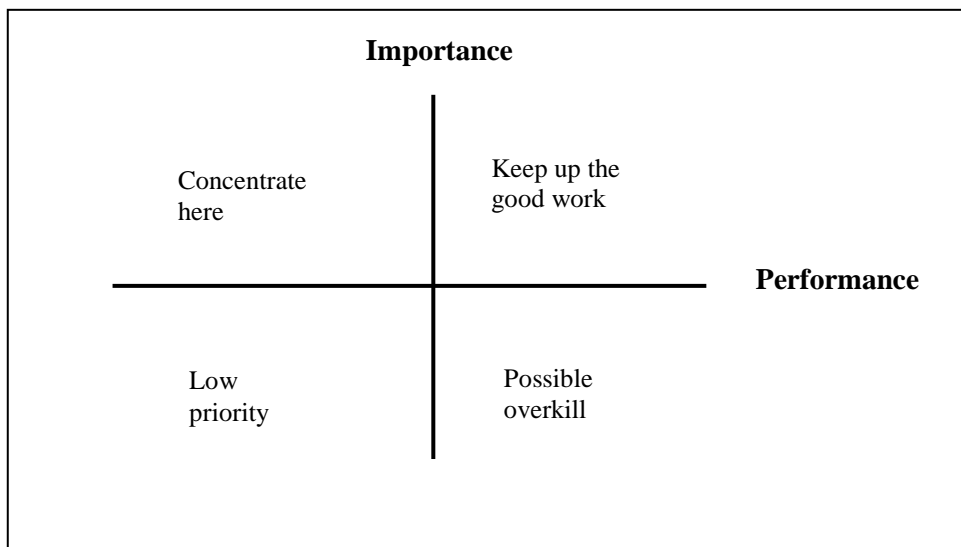 Importance
Concentrate
here
Keep up the
good work
Performance
Low
priority
Possible
overkill